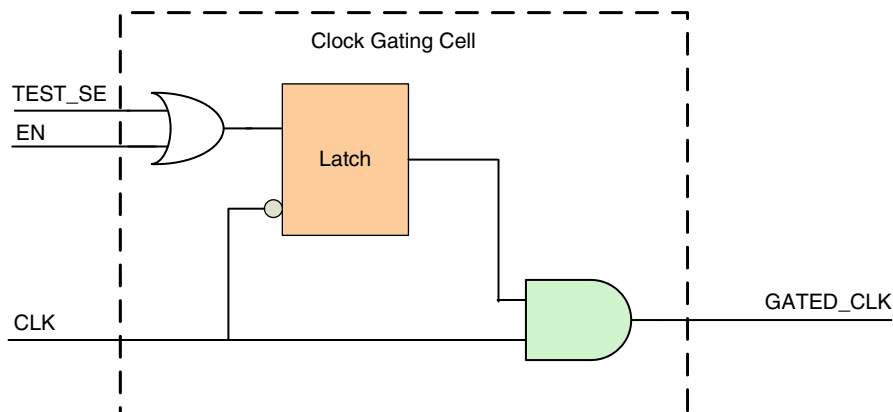 Clock Gating Cell
TEST_SE
EN
Latch
CLK
GATED_CLK